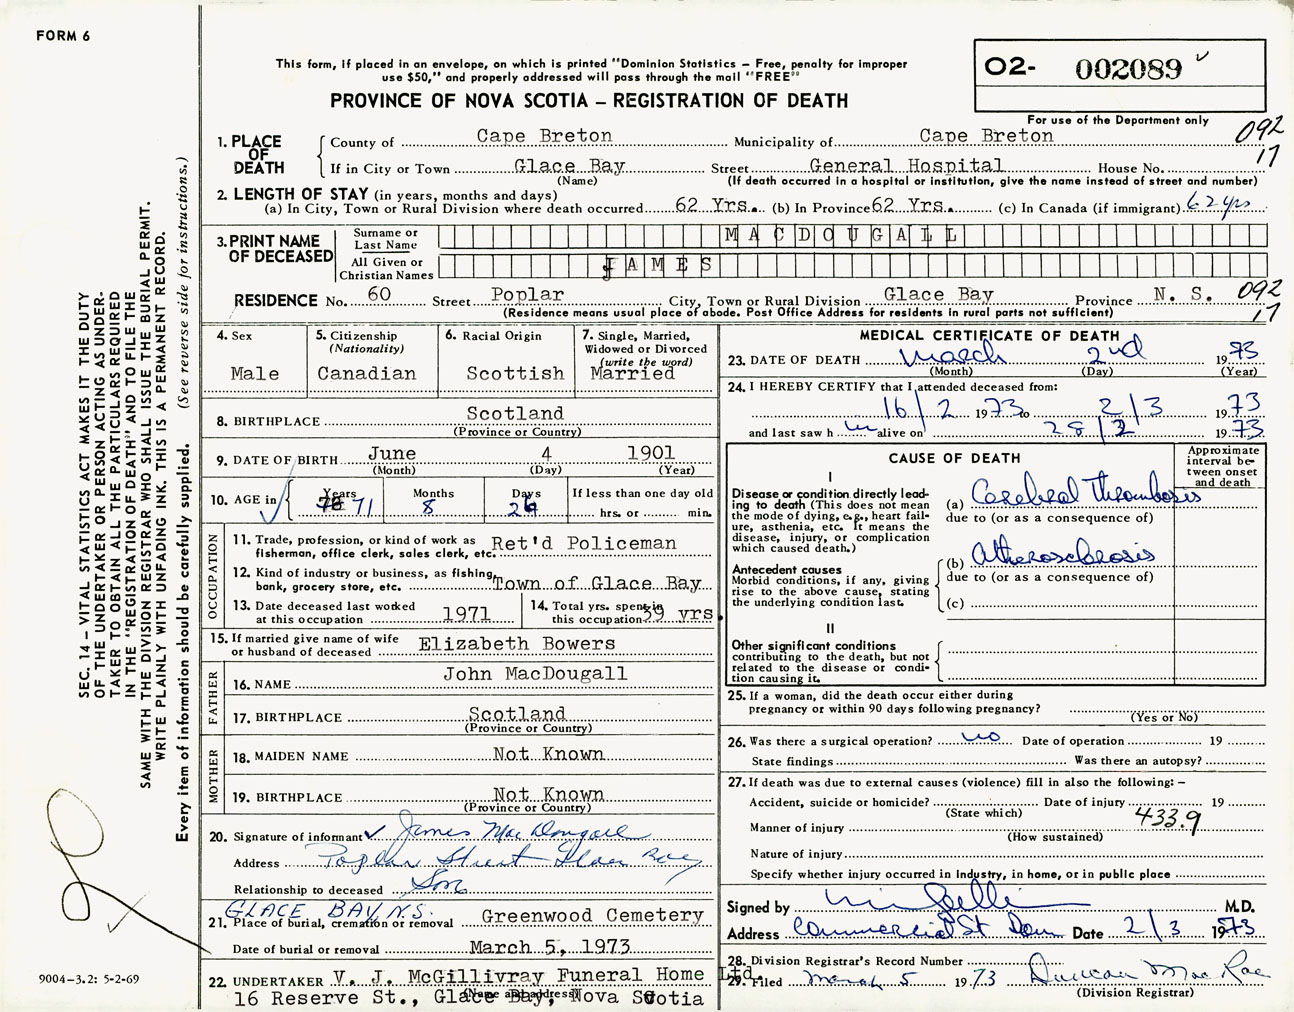 FORM 6
This form, if placed in an envelope, on which is printed "Dominion Statistics – Free, penalty for improper
use $50," and properly addressed will pass through the mail "FREE"
PROVINCE OF NOVA SCOTIA – REGISTRATION OF DEATH
02- 002089
For use of the Department only
092
17
1. PLACE OF DEATH
County of Cape Breton Municipality of Cape Breton
If in City or Town Glace Bay Street General Hospital House No.
(Name) (If death occurred in a hospital or institution, give the name instead of street and number)
2. LENGTH OF STAY (in years, months and days)
(a) In City, Town or Rural Division where death occurred 62 Yrs. (b) In Province 62 Yrs. (c) In Canada (if immigrant) 62 yrs
3. PRINT NAME OF DECEASED
Surname or Last Name MACDOUGALL
All Given or Christian Names JAMES
RESIDENCE No. 60 Street Poplar City, Town or Rural Division Glace Bay Province N. S. 092
(Residence means usual place of abode. Post Office Address for residents in rural parts not sufficient) 17
4. Sex
Male
5. Citizenship
(Nationality)
Canadian
6. Racial Origin
Scottish
7. Single, Married,
Widowed or Divorced
(write the word)
Married
8. BIRTHPLACE Scotland
(Province or Country)
9. DATE OF BIRTH June 4 1901
(Month) (Day) (Year)
10. AGE in
Years 71
Months 8
Days 26
If less than one day old
hrs. or min.
OCCUPATION
11. Trade, profession, or kind of work as
fisherman, office clerk, sales clerk, etc. Ret'd Policeman
12. Kind of industry or business, as fishing,
bank, grocery store, etc. Town of Glace Bay
13. Date deceased last worked
at this occupation 1971
14. Total yrs. spent in
this occupation 39 yrs.
15. If married give name of wife
or husband of deceased Elizabeth Bowers
FATHER
16. NAME John MacDougall
17. BIRTHPLACE Scotland
(Province or Country)
MOTHER
18. MAIDEN NAME Not Known
19. BIRTHPLACE Not Known
(Province or Country)
20. Signature of informant James MacDougall
Address Poplar Street Glace Bay
Relationship to deceased Son
GLACE BAY N.S.
21. Place of burial, cremation or removal Greenwood Cemetery
Date of burial or removal March 5, 1973
22. UNDERTAKER V. J. McGillivray Funeral Home Ltd.
(Name and address)
16 Reserve St., Glace Bay, Nova Scotia
MEDICAL CERTIFICATE OF DEATH
23. DATE OF DEATH March 2nd 1973
(Month) (Day) (Year)
24. I HEREBY CERTIFY that I attended deceased from:
16/2 1973 to 2/3 1973
and last saw him alive on 28/2 1973
CAUSE OF DEATH
Approximate
interval be-
tween onset
and death
I
Disease or condition directly lead-
ing to death (This does not mean
the mode of dying, e.g., heart fail-
ure, asthenia, etc. It means the
disease, injury, or complication
which caused death.)
(a) Cerebral Thrombosis
due to (or as a consequence of)
Antecedent causes
Morbid conditions, if any, giving
rise to the above cause, stating
the underlying condition last.
(b) Atherosclerosis
due to (or as a consequence of)
(c)
II
Other significant conditions
contributing to the death, but not
related to the disease or condi-
tion causing it.
25. If a woman, did the death occur either during
pregnancy or within 90 days following pregnancy?
(Yes or No)
26. Was there a surgical operation? no Date of operation 19
State findings Was there an autopsy?
27. If death was due to external causes (violence) fill in also the following: –
Accident, suicide or homicide? Date of injury 19
(State which)
433.9
Manner of injury
(How sustained)
Nature of injury
Specify whether injury occurred in industry, in home, or in public place
Signed by M.D.
Address Commercial St Date 2/3 1973
28. Division Registrar's Record Number
29. Filed March 5 1973 Duncan MacRae
(Division Registrar)
SEC. 14 – VITAL STATISTICS ACT MAKES IT THE DUTY
OF THE UNDERTAKER OR PERSON ACTING AS UNDER-
TAKER TO OBTAIN ALL THE PARTICULARS REQUIRED
IN THE "REGISTRATION OF DEATH" AND TO FILE THE
SAME WITH THE DIVISION REGISTRAR WHO SHALL ISSUE THE BURIAL PERMIT.
WRITE PLAINLY WITH UNFADING INK. THIS IS A PERMANENT RECORD.
Every item of information should be carefully supplied. (See reverse side for instructions.)
9004–3.2: 5-2-69